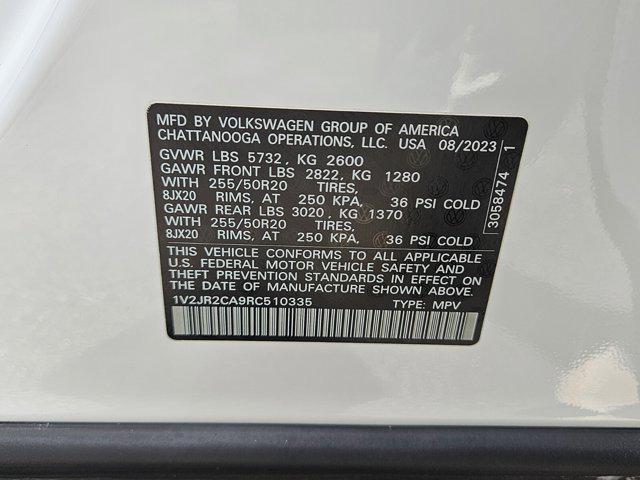 MFD BY VOLKSWAGEN GROUP OF AMERICA
CHATTANOOGA OPERATIONS, LLC. USA 08/2023
GVWR LBS 5732, KG 2600
GAWR FRONT LBS 2822, KG 1280
WITH 255/50R20 TIRES,
8JX20 RIMS, AT 250 KPA, 36 PSI COLD
GAWR REAR LBS 3020, KG 1370
WITH 255/50R20 TIRES,
8JX20 RIMS, AT 250 KPA, 36 PSI COLD
THIS VEHICLE CONFORMS TO ALL APPLICABLE
U.S. FEDERAL MOTOR VEHICLE SAFETY AND
THEFT PREVENTION STANDARDS IN EFFECT ON
THE DATE OF MANUFACTURE SHOWN ABOVE.
1V2JR2CA9RC510335 TYPE: MPV
3058474 1